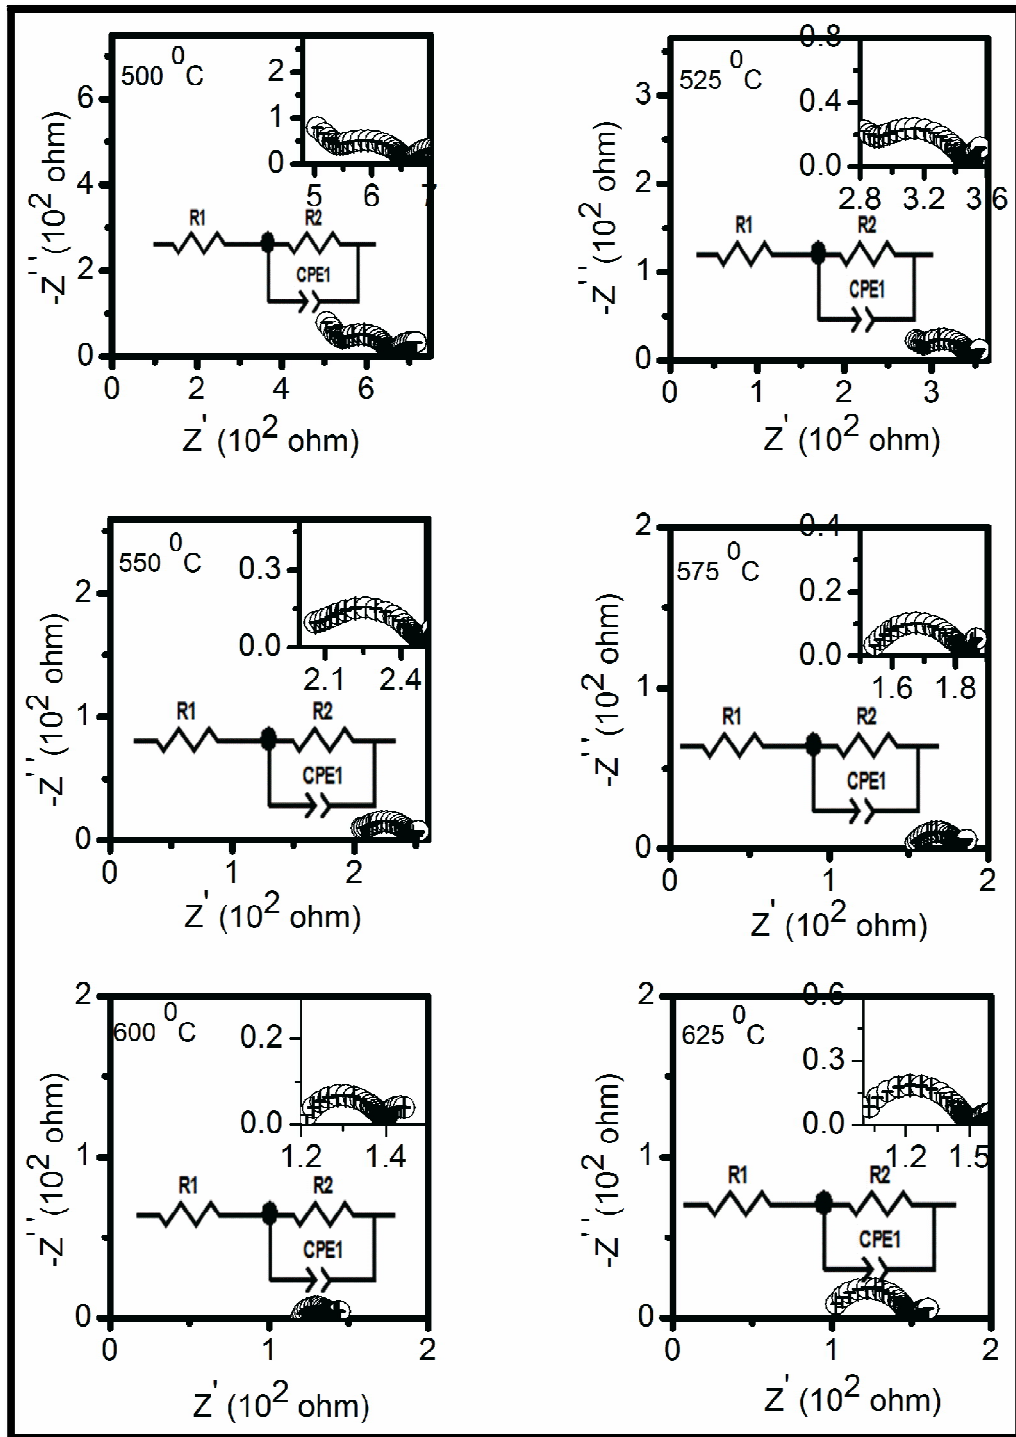 500 ⁰C
-Z'' (10² ohm)
6
4
2
0
2
1
0
5 6 7
R1 R2
CPE1
0 2 4 6
Z' (10² ohm)
525 ⁰C
-Z'' (10² ohm)
3
2
1
0
0.8
0.4
0.0
2.8 3.2 3.6
R1 R2
CPE1
0 1 2 3
Z' (10² ohm)
550 ⁰C
-Z'' (10² ohm)
2
1
0
0.3
0.0
2.1 2.4
R1 R2
CPE1
0 1 2
Z' (10² ohm)
575 ⁰C
-Z'' (10² ohm)
2
1
0
0.4
0.2
0.0
1.6 1.8
R1 R2
CPE1
0 1 2
Z' (10² ohm)
600 ⁰C
-Z'' (10² ohm)
2
1
0
0.2
0.0
1.2 1.4
R1 R2
CPE1
0 1 2
Z' (10² ohm)
625 ⁰C
-Z'' (10² ohm)
2
1
0
0.6
0.3
0.0
1.2 1.5
R1 R2
CPE1
0 1 2
Z' (10² ohm)